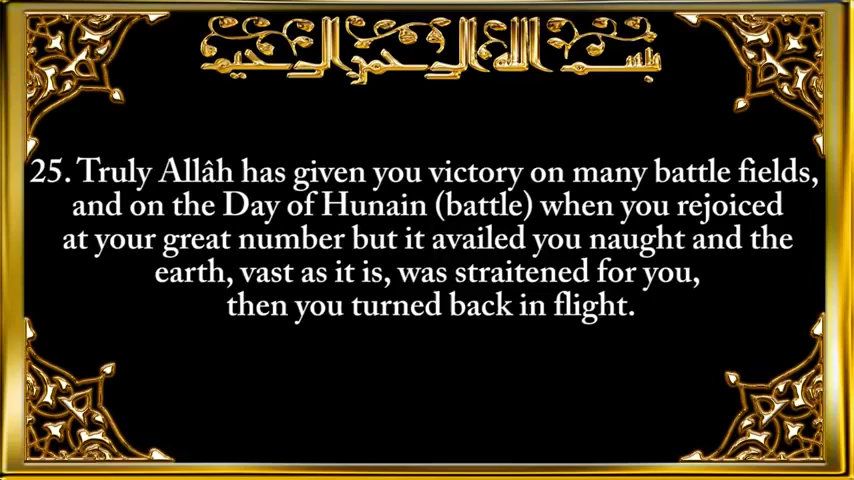 بسم الله الرحمن الرحيم
25. Truly Allâh has given you victory on many battle fields,
and on the Day of Hunain (battle) when you rejoiced
at your great number but it availed you naught and the
earth, vast as it is, was straitened for you,
then you turned back in flight.